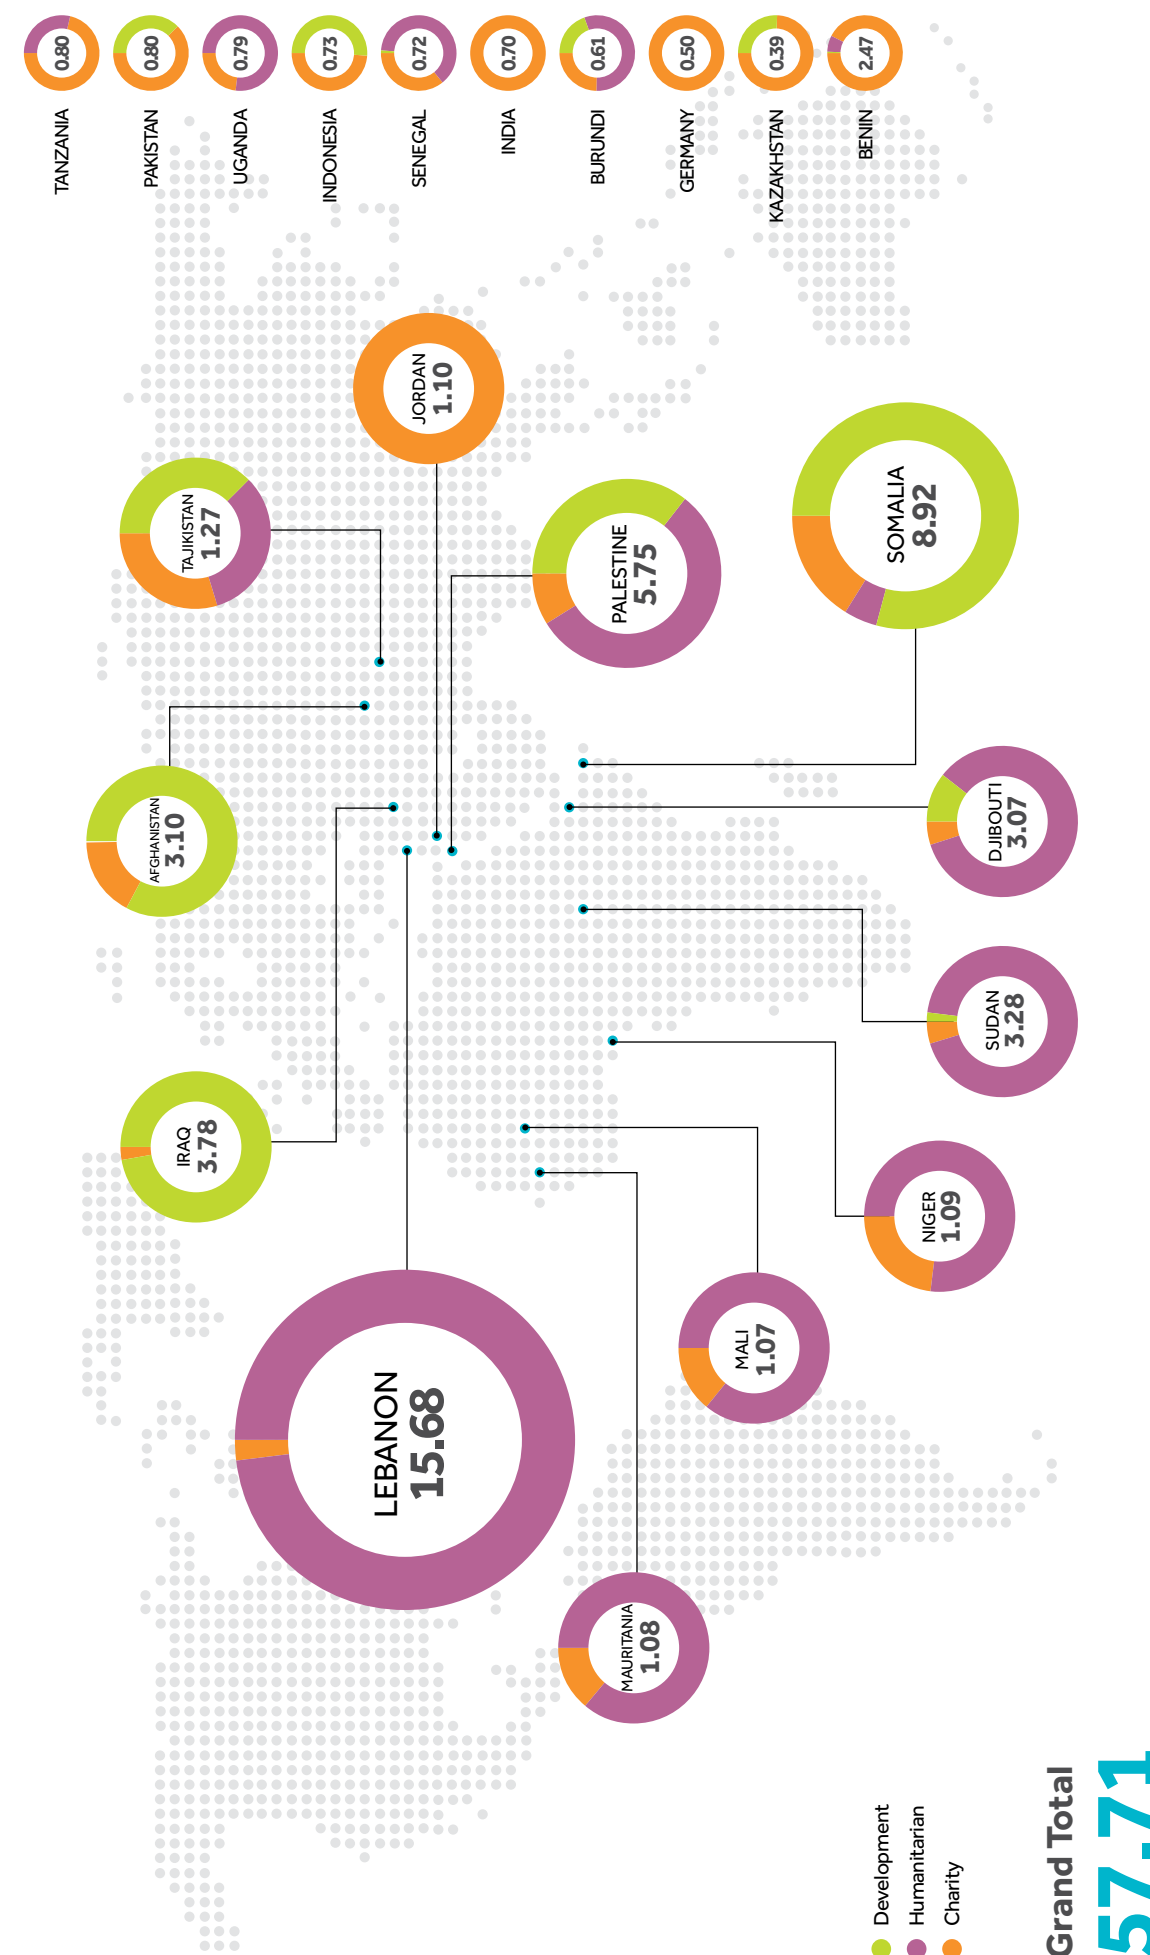 LEBANON
15.68
IRAQ
3.78
AFGHANISTAN
3.10
TAJIKISTAN
1.27
JORDAN
1.10
PALESTINE
5.75
SOMALIA
8.92
DJIBOUTI
3.07
SUDAN
3.28
NIGER
1.09
MALI
1.07
MAURITANIA
1.08
TANZANIA
0.80
PAKISTAN
0.80
UGANDA
0.79
INDONESIA
0.73
SENEGAL
0.72
INDIA
0.70
BURUNDI
0.61
GERMANY
0.50
KAZAKHSTAN
0.39
BENIN
2.47
Development
Humanitarian
Charity
Grand Total
57.71